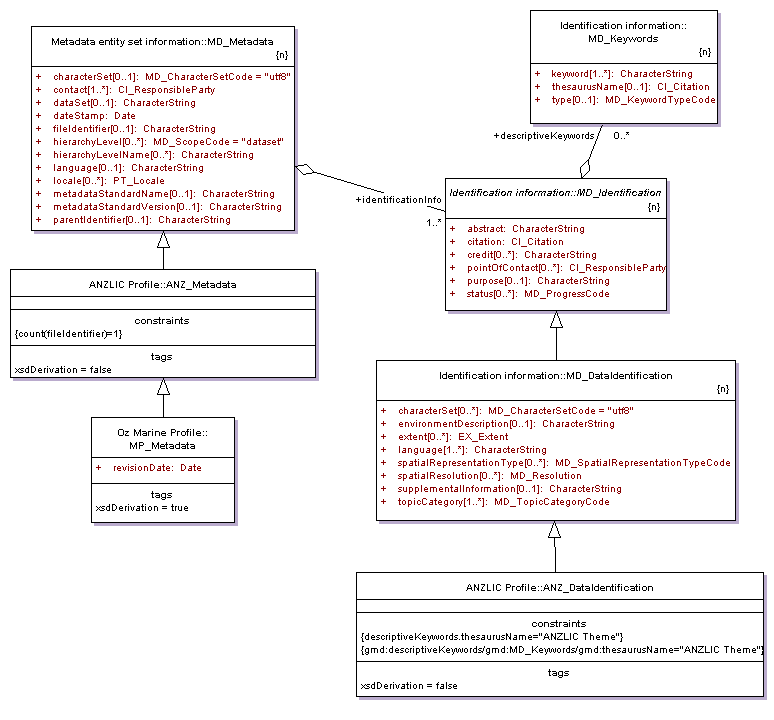 Metadata entity set information::MD_Metadata
{n}
+ characterSet[0..1]: MD_CharacterSetCode = "utf8"
+ contact[1..*]: CI_ResponsibleParty
+ dataSet[0..1]: CharacterString
+ dateStamp: Date
+ fileIdentifier[0..1]: CharacterString
+ hierarchyLevel[0..*]: MD_ScopeCode = "dataset"
+ hierarchyLevelName[0..*]: CharacterString
+ language[0..1]: CharacterString
+ locale[0..*]: PT_Locale
+ metadataStandardName[0..1]: CharacterString
+ metadataStandardVersion[0..1]: CharacterString
+ parentIdentifier[0..1]: CharacterString
Identification information::
MD_Keywords
{n}
+ keyword[1..*]: CharacterString
+ thesaurusName[0..1]: CI_Citation
+ type[0..1]: MD_KeywordTypeCode
+descriptiveKeywords 0..*
+identificationInfo
1..*
Identification information::MD_Identification
{n}
+ abstract: CharacterString
+ citation: CI_Citation
+ credit[0..*]: CharacterString
+ pointOfContact[0..*]: CI_ResponsibleParty
+ purpose[0..1]: CharacterString
+ status[0..*]: MD_ProgressCode
ANZLIC Profile::ANZ_Metadata
constraints
{count(fileIdentifier)=1}
tags
xsdDerivation = false
Oz Marine Profile::
MP_Metadata
+ revisionDate: Date
tags
xsdDerivation = true
Identification information::MD_DataIdentification
{n}
+ characterSet[0..*]: MD_CharacterSetCode = "utf8"
+ environmentDescription[0..1]: CharacterString
+ extent[0..*]: EX_Extent
+ language[1..*]: CharacterString
+ spatialRepresentationType[0..*]: MD_SpatialRepresentationTypeCode
+ spatialResolution[0..*]: MD_Resolution
+ supplementalInformation[0..1]: CharacterString
+ topicCategory[1..*]: MD_TopicCategoryCode
ANZLIC Profile::ANZ_DataIdentification
constraints
{descriptiveKeywords.thesaurusName="ANZLIC Theme"}
{gmd:descriptiveKeywords/gmd:MD_Keywords/gmd:thesaurusName="ANZLIC Theme"}
tags
xsdDerivation = false